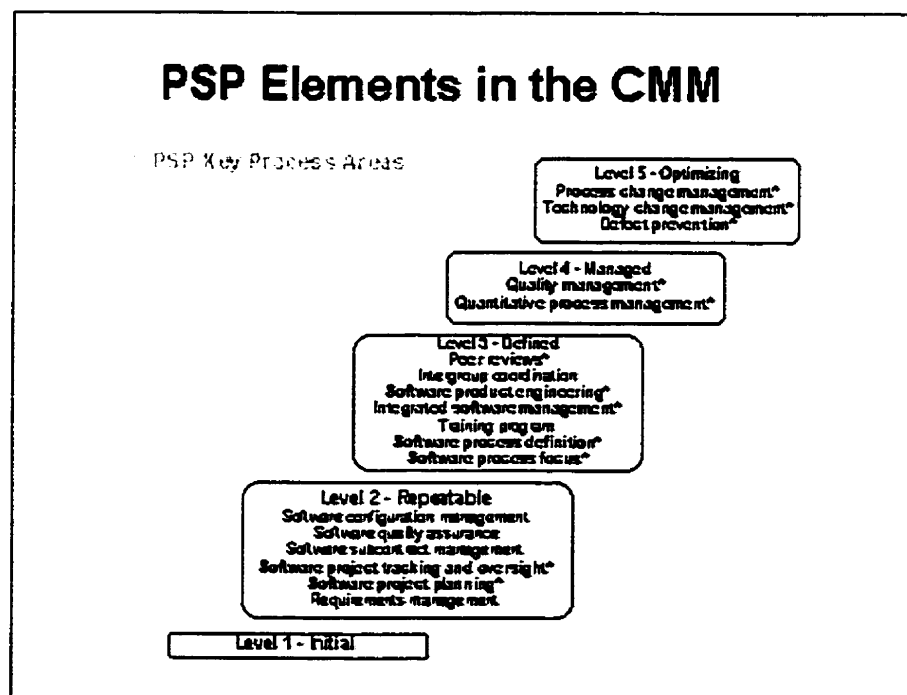 PSP Elements in the CMM
PSP Key Process Areas
Level 5 - Optimizing
Process change management*
Technology change management*
Defect prevention*
Level 4 - Managed
Quality management*
Quantitative process management*
Level 3 - Defined
Peer reviews*
Intergroup coordination
Software product engineering*
Integrated software management*
Training program
Software process definition*
Software process focus*
Level 2 - Repeatable
Software configuration management
Software quality assurance
Software subcontract management
Software project tracking and oversight*
Software project planning*
Requirements management
Level 1 - Initial